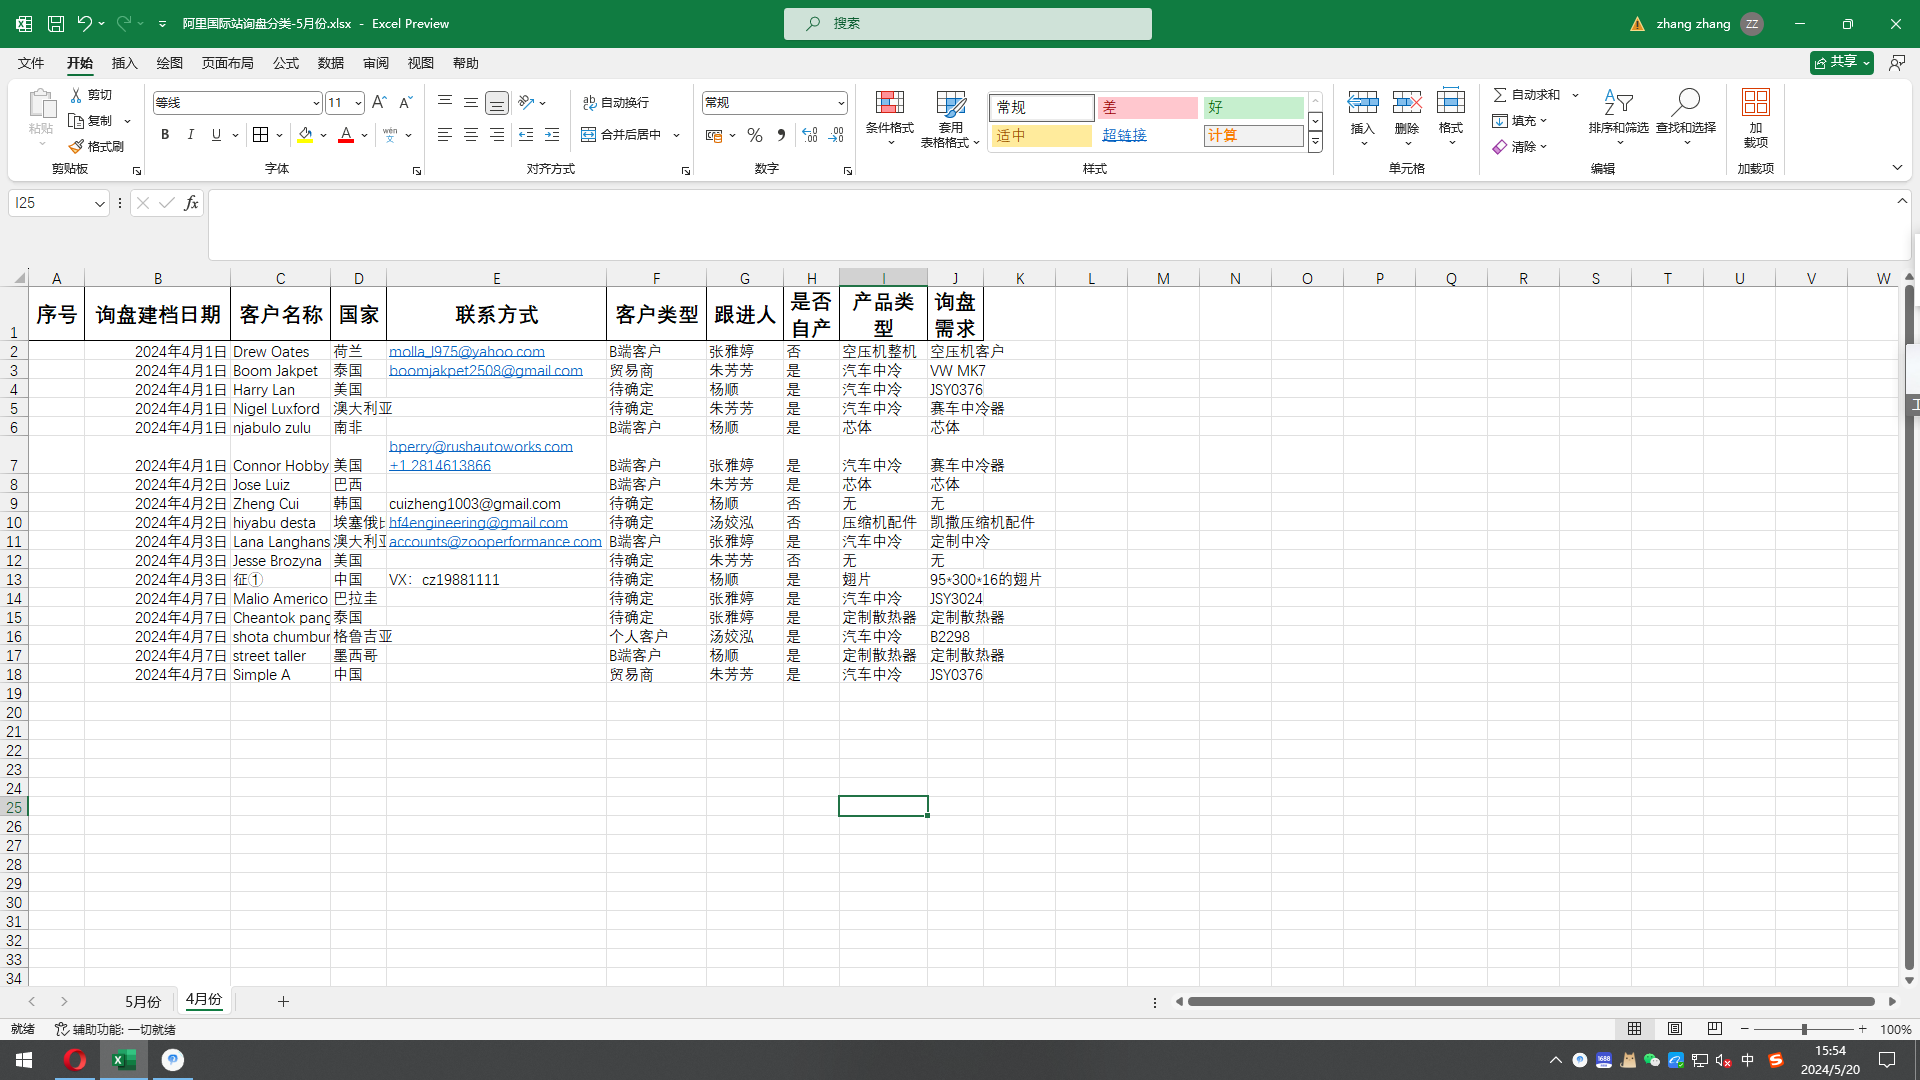 阿里国际站询盘分类-5月份.xlsx - Excel Preview
搜索
zhang zhang ZZ
文件 开始 插入 绘图 页面布局 公式 数据 审阅 视图 帮助 共享
粘贴 剪切 复制 格式刷 剪贴板
等线 11 B I U A wén 文 字体
自动换行 合并后居中 对齐方式
常规 % 数字
条件格式 套用表格格式 常规 差 好 适中 超链接 计算 样式
插入 删除 格式 单元格
自动求和 填充 清除 排序和筛选 查找和选择 编辑
加载项 加载项
I25 fx
A B C D E F G H I J K L M N O P Q R S T U V W
1 序号 询盘建档日期 客户名称 国家 联系方式 客户类型 跟进人 是否自产 产品类型 询盘需求
2 2024年4月1日 Drew Oates 荷兰 molla_l975@yahoo.com B端客户 张雅婷 否 空压机整机 空压机客户
3 2024年4月1日 Boom Jakpet 泰国 boomjakpet2508@gmail.com 贸易商 朱芳芳 是 汽车中冷 VW MK7
4 2024年4月1日 Harry Lan 美国 待确定 杨顺 是 汽车中冷 JSY0376
5 2024年4月1日 Nigel Luxford 澳大利亚 待确定 朱芳芳 是 汽车中冷 赛车中冷器
6 2024年4月1日 njabulo zulu 南非 B端客户 杨顺 是 芯体 芯体
bperry@rushautoworks.com
7 2024年4月1日 Connor Hobby 美国 +1 2814613866 B端客户 张雅婷 是 汽车中冷 赛车中冷器
8 2024年4月2日 Jose Luiz 巴西 B端客户 朱芳芳 是 芯体 芯体
9 2024年4月2日 Zheng Cui 韩国 cuizheng1003@gmail.com 待确定 杨顺 否 无 无
10 2024年4月2日 hiyabu desta 埃塞俄 hf4engineering@gmail.com 待确定 汤姣泓 否 压缩机配件 凯撒压缩机配件
11 2024年4月3日 Lana Langhans 澳大利亚 accounts@zooperformance.com B端客户 张雅婷 是 汽车中冷 定制中冷
12 2024年4月3日 Jesse Brozyna 美国 待确定 朱芳芳 否 无 无
13 2024年4月3日 征① 中国 VX：cz19881111 待确定 杨顺 是 翅片 95*300*16的翅片
14 2024年4月7日 Malio Americo 巴拉圭 待确定 张雅婷 是 汽车中冷 JSY3024
15 2024年4月7日 Cheantok pang 泰国 待确定 张雅婷 是 定制散热器 定制散热器
16 2024年4月7日 shota chumbur 格鲁吉亚 个人客户 汤姣泓 是 汽车中冷 B2298
17 2024年4月7日 street taller 墨西哥 B端客户 杨顺 是 定制散热器 定制散热器
18 2024年4月7日 Simple A 中国 贸易商 朱芳芳 是 汽车中冷 JSY0376
19
20
21
22
23
24
25
26
27
28
29
30
31
32
33
34
5月份 4月份
就绪 辅助功能: 一切就绪 100%
中 15:54
2024/5/20